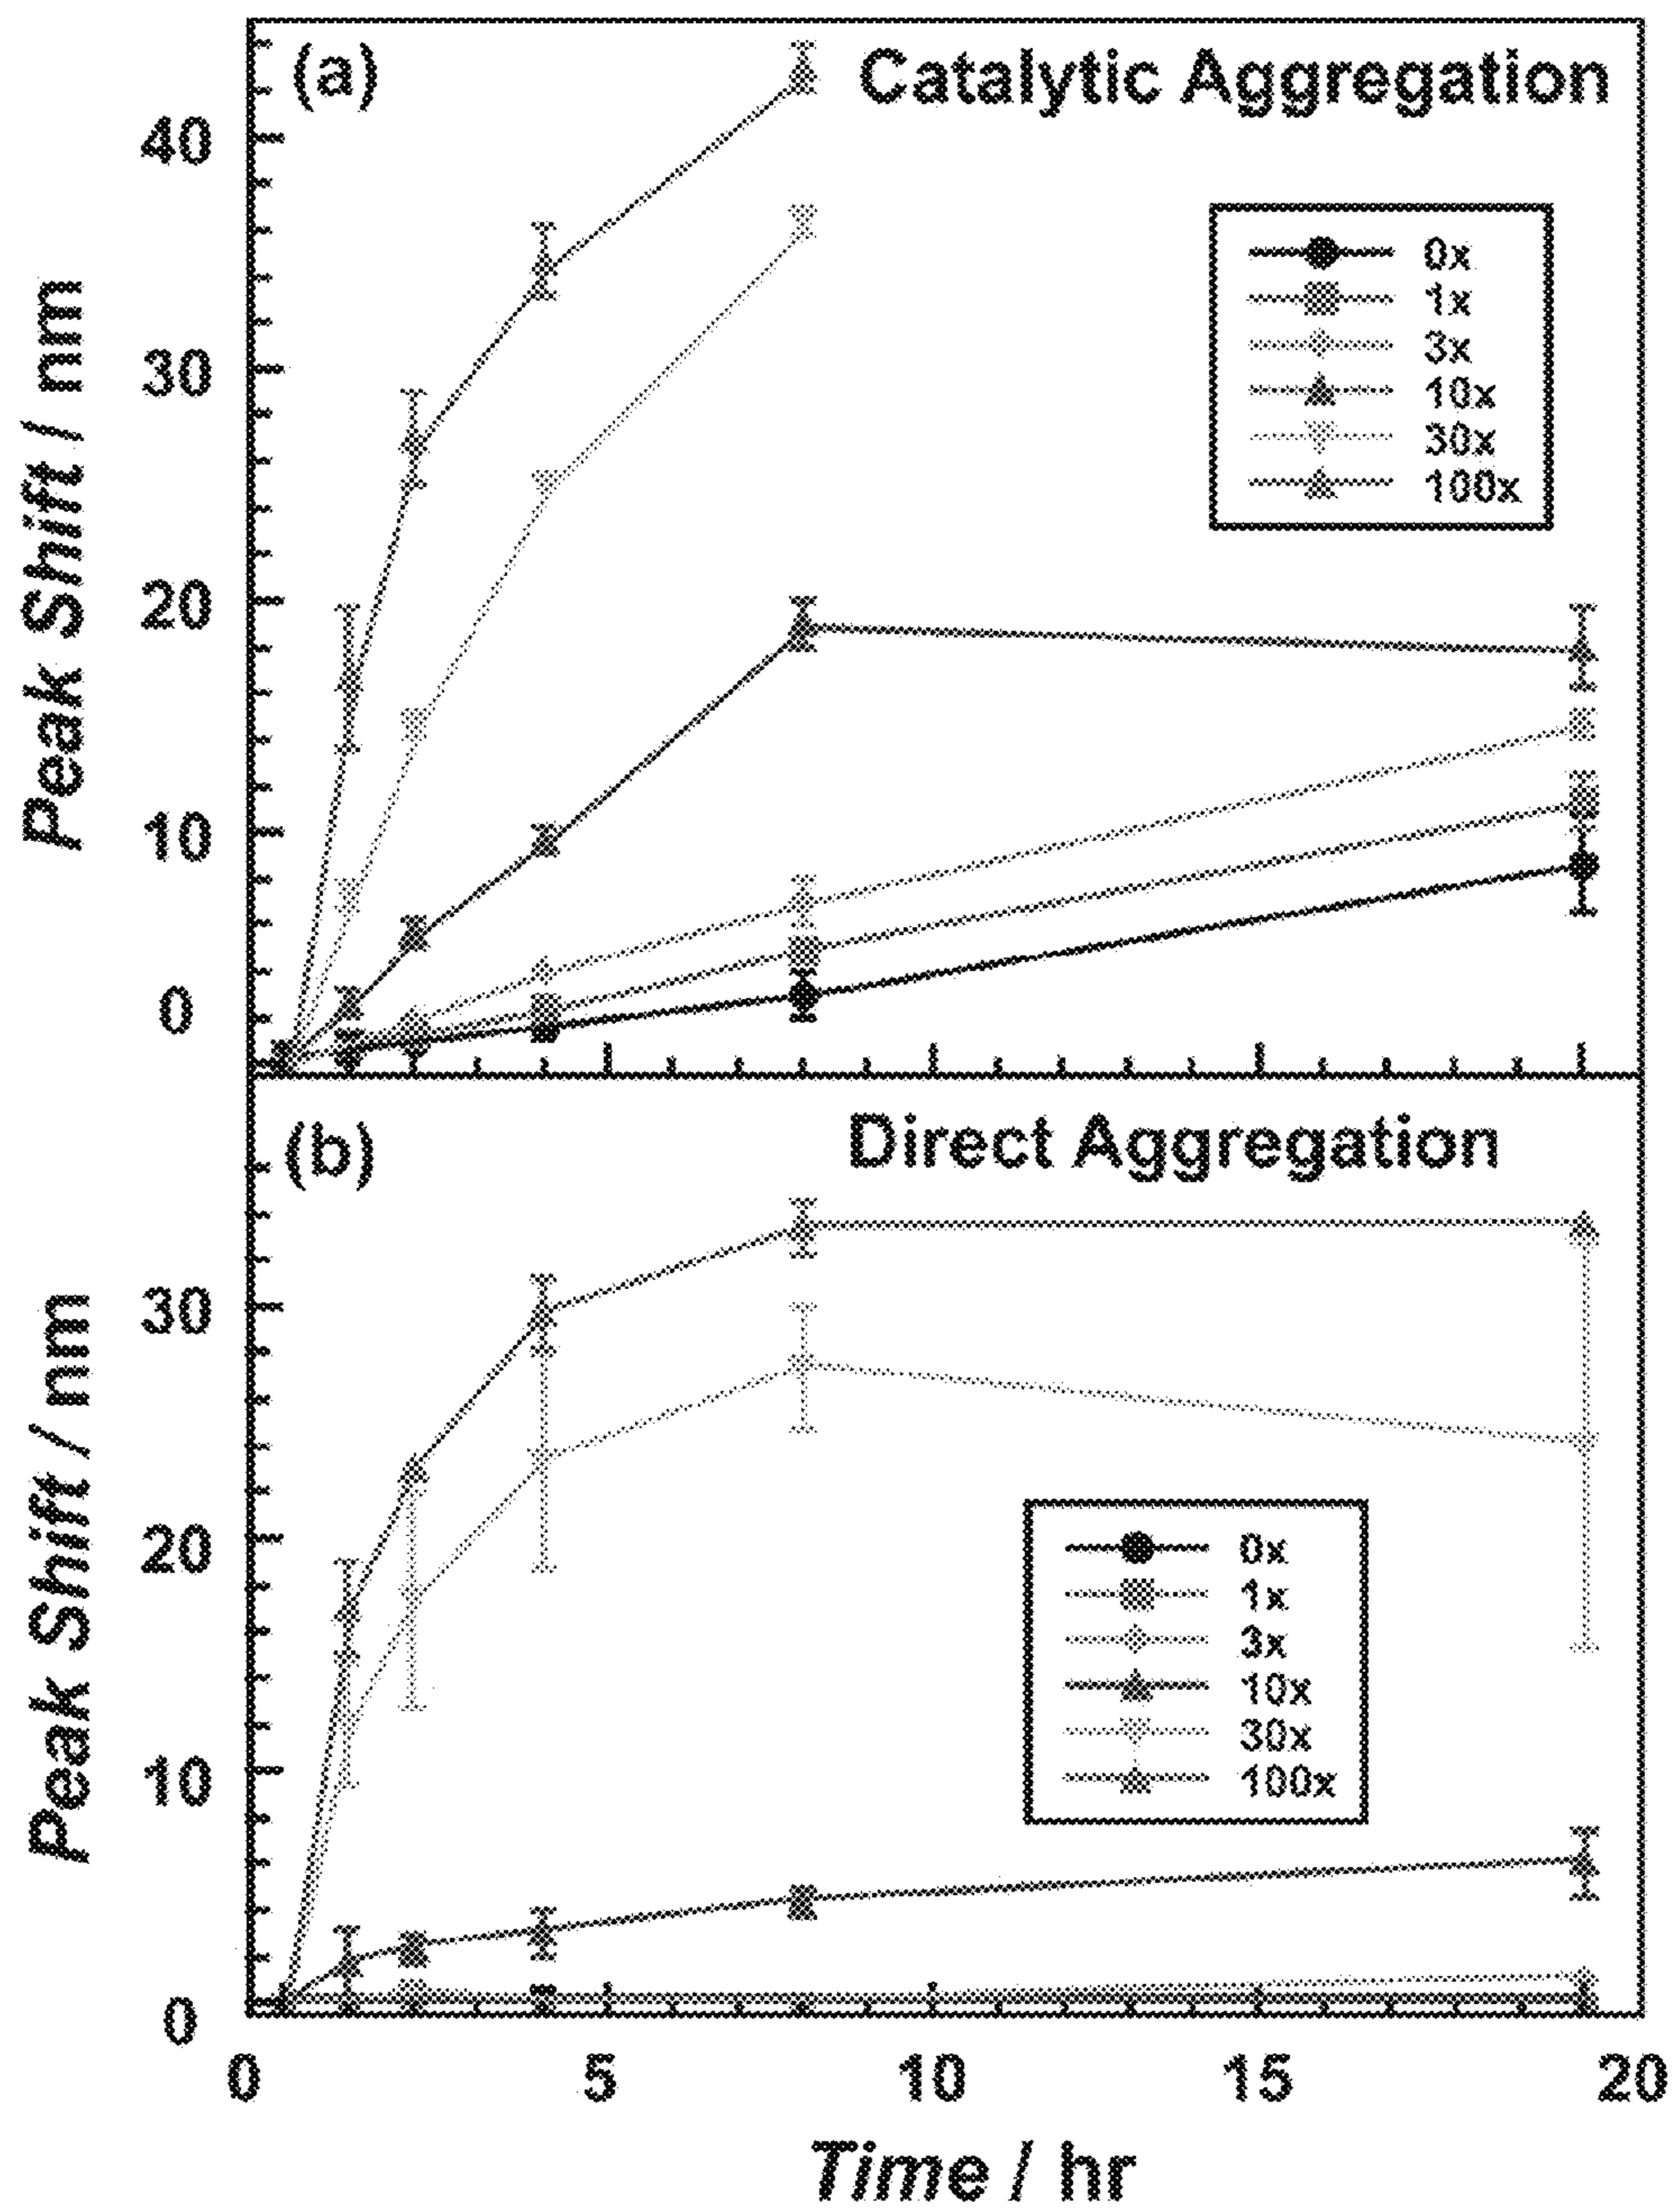 (a) Catalytic Aggregation
40
30
20
10
0
Peak Shift / nm
0x
1x
3x
10x
30x
100x
(b) Direct Aggregation
30
20
10
0
Peak Shift / nm
0x
1x
3x
10x
30x
100x
0 5 10 15 20
Time / hr